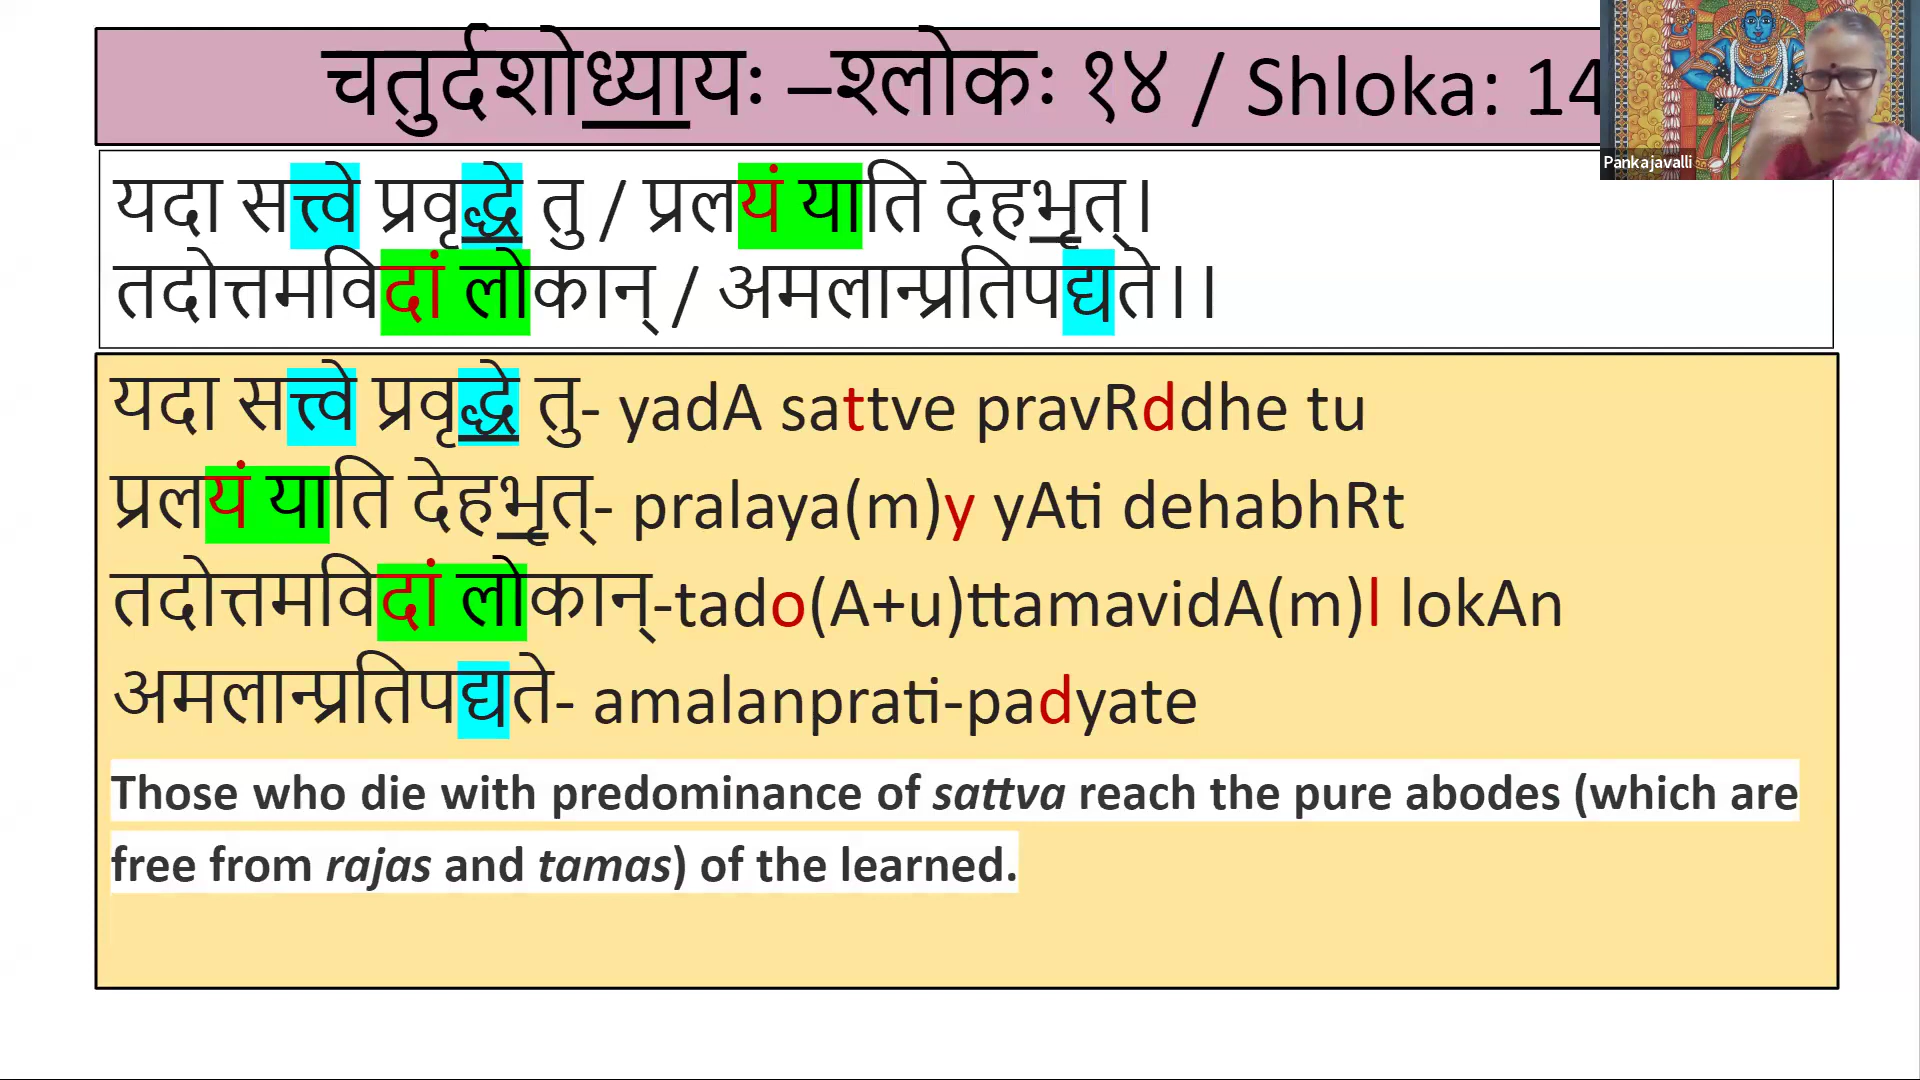 चतुर्दशोध्यायः –श्लोकः १४ / Shloka: 14
Pankajavalli
यदा सत्त्वे प्रवृद्धे तु / प्रलयं याति देहभृत्।
तदोत्तमविदां लोकान् / अमलान्प्रतिपद्यते।।
यदा सत्त्वे प्रवृद्धे तु- yadA sattve pravRddhe tu
प्रलयं याति देहभृत्- pralaya(m)y yAti dehabhRt
तदोत्तमविदां लोकान्-tado(A+u)ttamavidA(m)l lokAn
अमलान्प्रतिपद्यते- amalanprati-padyate
Those who die with predominance of sattva reach the pure abodes (which are
free from rajas and tamas) of the learned.